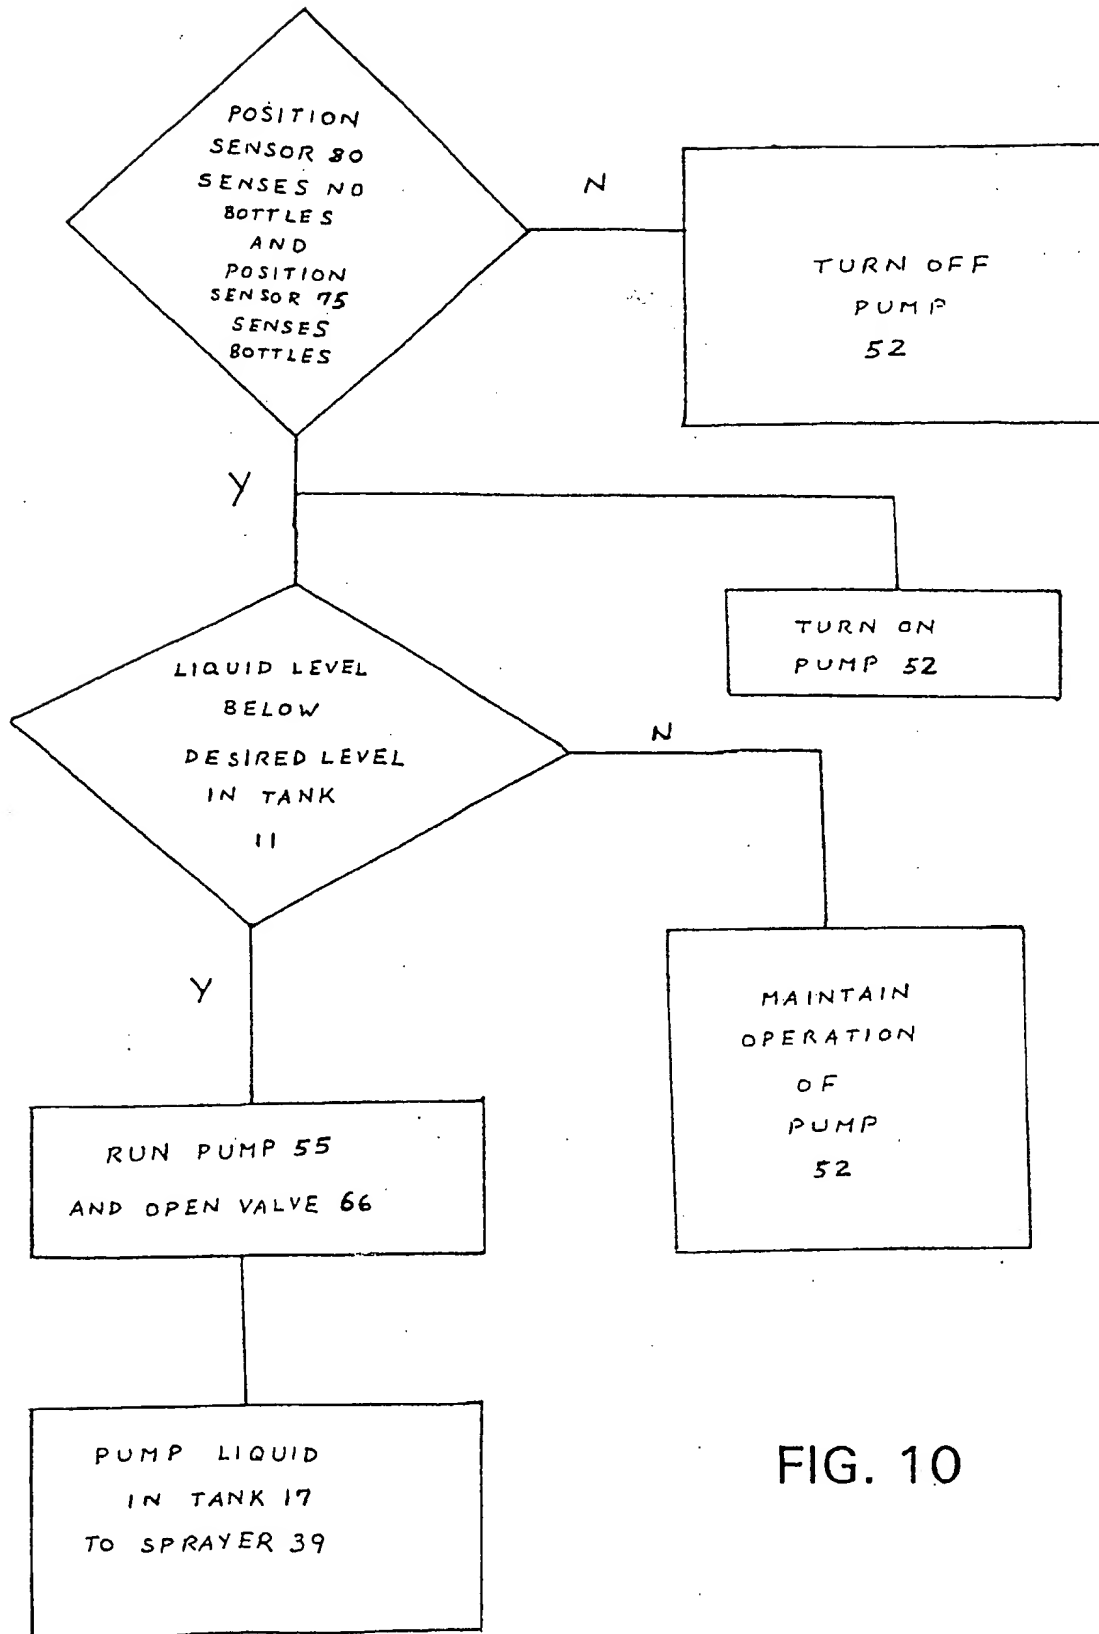 POSITION
SENSOR 80
SENSES NO
BOTTLES
AND
POSITION
SENSOR 75
SENSES
BOTTLES
N
TURN OFF
PUMP
52
Y
TURN ON
PUMP 52
LIQUID LEVEL
BELOW
DESIRED LEVEL
IN TANK
11
N
MAINTAIN
OPERATION
OF
PUMP
52
Y
RUN PUMP 55
AND OPEN VALVE 66
PUMP LIQUID
IN TANK 17
TO SPRAYER 39
FIG. 10